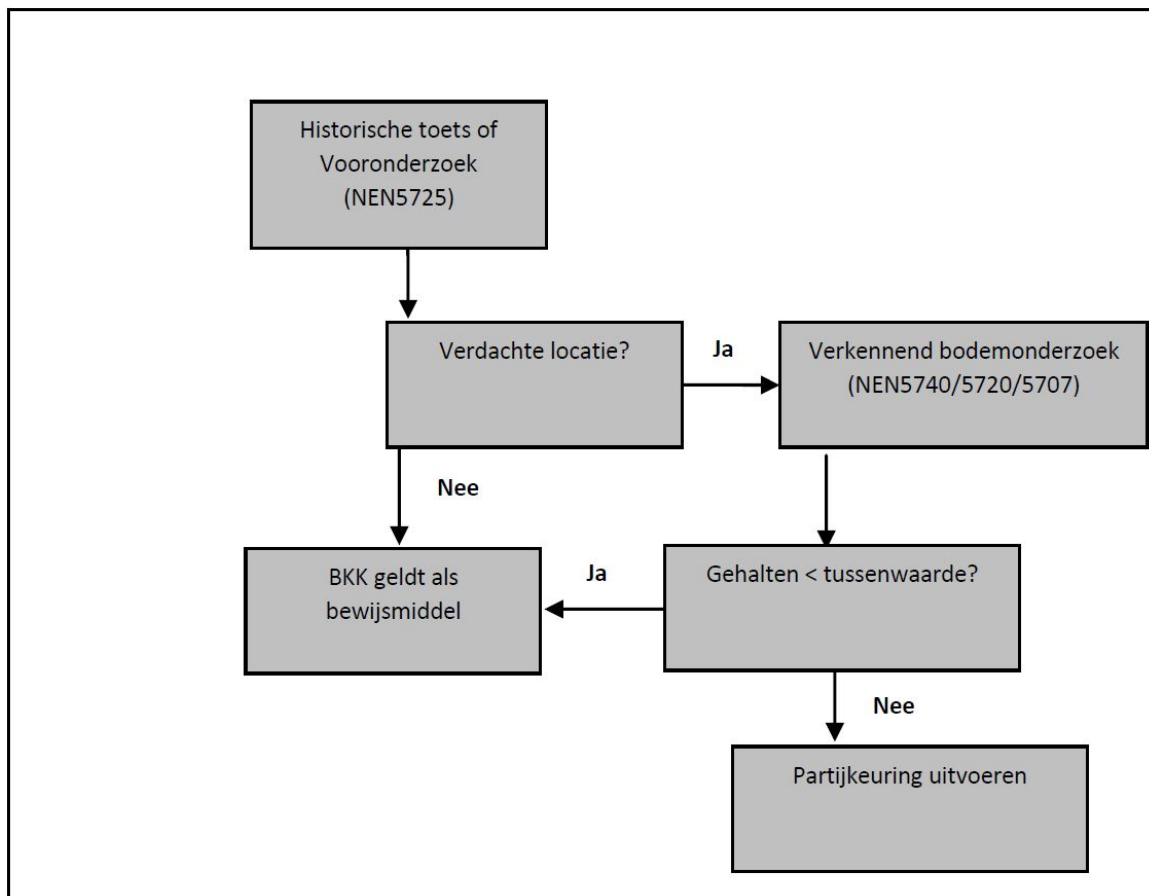 Historische toets of
Vooronderzoek
(NEN5725)
Verdachte locatie?
Ja
Verkennend bodemonderzoek
(NEN5740/5720/5707)
Nee
BKK geldt als
bewijsmiddel
Ja
Gehalten < tussenwaarde?
Nee
Partijkeuring uitvoeren